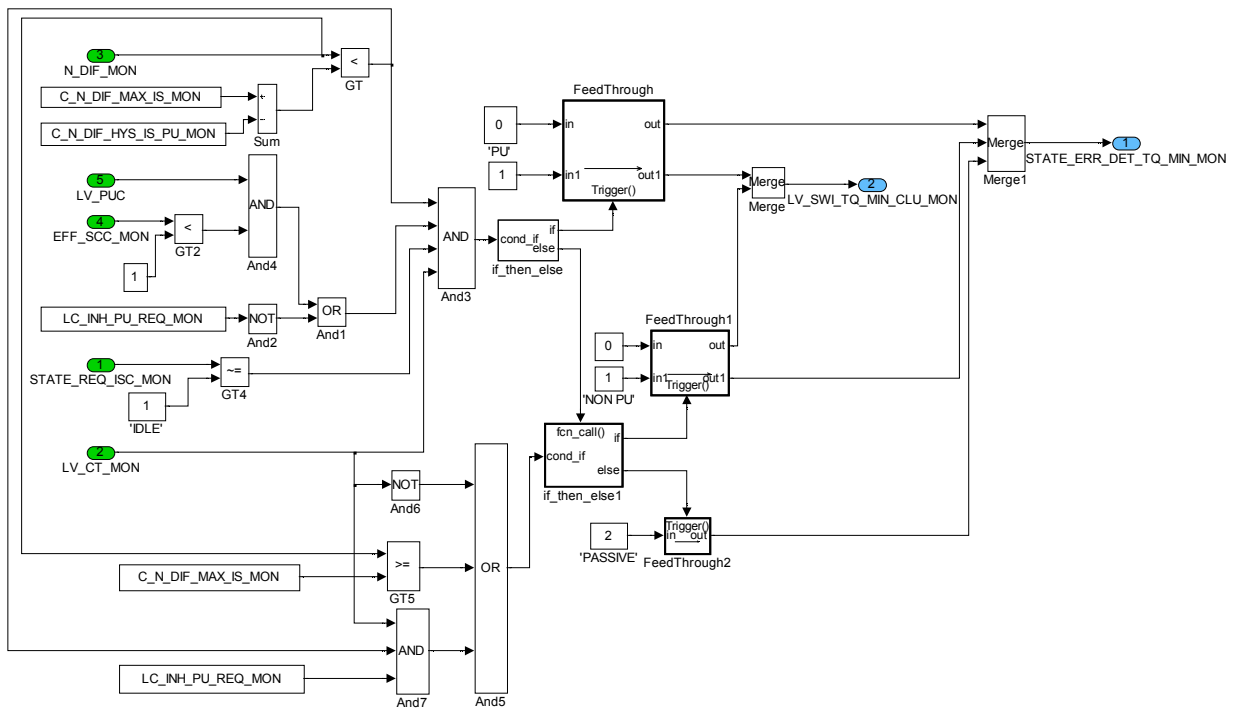 3
N_DIF_MON
C_N_DIF_MAX_IS_MON
C_N_DIF_HYS_IS_PU_MON
+
-
Sum
<
GT
5
LV_PUC
4
EFF_SCC_MON
<
GT2
1
AND
And4
LC_INH_PU_REQ_MON
NOT
And2
OR
And1
1
STATE_REQ_ISC_MON
~=
GT4
1
'IDLE'
2
LV_CT_MON
AND
And3
cond_if
if
else
if_then_else
0
'PU'
1
FeedThrough
in
out
in1
out1
Trigger()
Merge
Merge
2
LV_SWI_TQ_MIN_CLU_MON
Merge
Merge1
1
STATE_ERR_DET_TQ_MIN_MON
0
1
'NON PU'
FeedThrough1
in
out
in1
out1
Trigger()
fcn_call()
cond_if
if
else
if_then_else1
2
'PASSIVE'
Trigger()
in
out
FeedThrough2
NOT
And6
C_N_DIF_MAX_IS_MON
>=
GT5
LC_INH_PU_REQ_MON
AND
And7
OR
And5